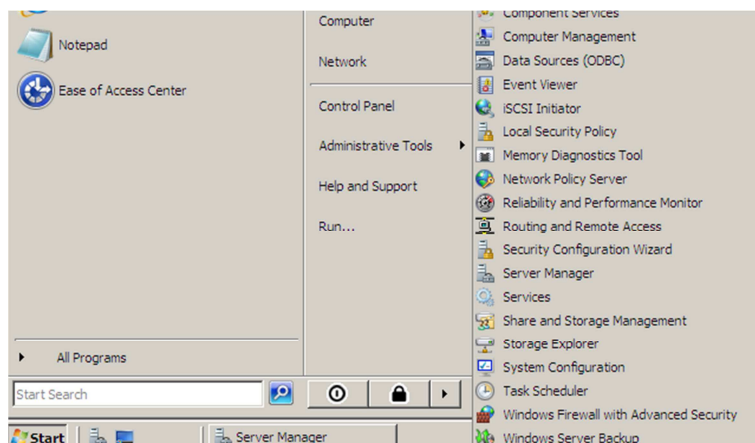 Notepad
Ease of Access Center
All Programs
Start Search
Computer
Network
Control Panel
Administrative Tools
Help and Support
Run...
Component Services
Computer Management
Data Sources (ODBC)
Event Viewer
iSCSI Initiator
Local Security Policy
Memory Diagnostics Tool
Network Policy Server
Reliability and Performance Monitor
Routing and Remote Access
Security Configuration Wizard
Server Manager
Services
Share and Storage Management
Storage Explorer
System Configuration
Task Scheduler
Windows Firewall with Advanced Security
Windows Server Backup
Start
Server Manager